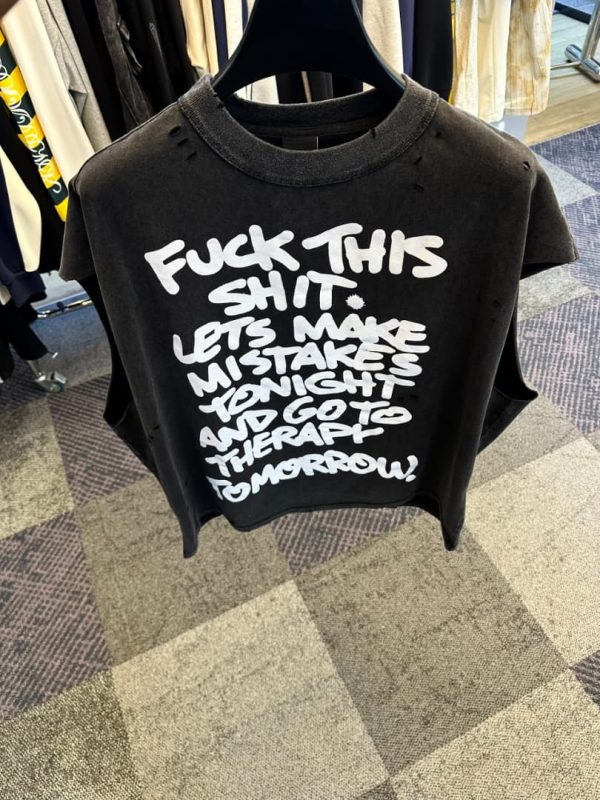 FUCK THIS
SHIT.
LETS MAKE
MISTAKES
TONIGHT
AND GO TO
THERAPY
TOMORROW!